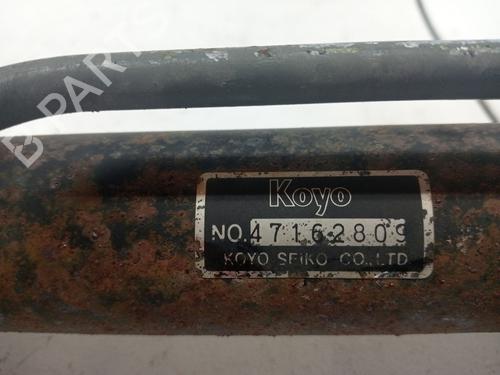 B-PARTS
Koyo
NO. 47162809
KOYO SEIKO CO., LTD